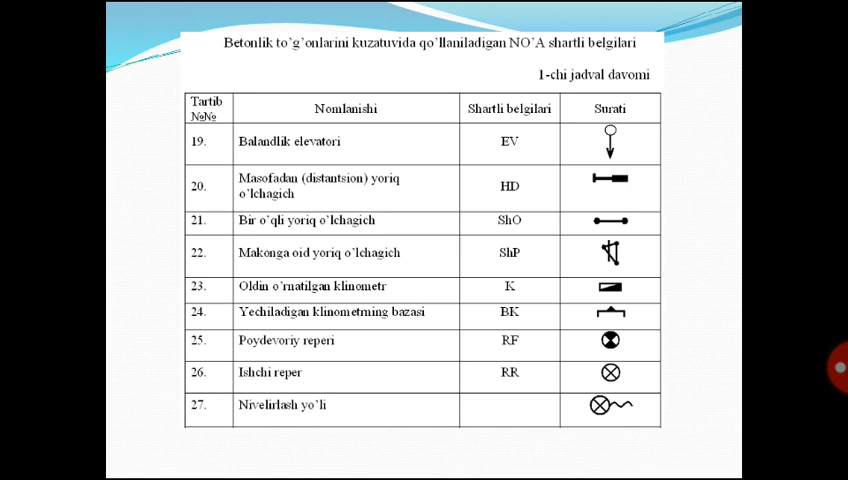 Betonlik to’g’onlarini kuzatuvida qo’llaniladigan NO’A shartli belgilari
1-chi jadval davomi
Tartib №№ Nomlanishi Shartli belgilari Surati
19. Balandlik elevatori EV
20. Masofadan (distantsion) yoriq o’lchagich HD
21. Bir o’qli yoriq o’lchagich ShO
22. Makonga oid yoriq o’lchagich ShP
23. Oldin o’rnatilgan klinometr K
24. Yechiladigan klinometrning bazasi BK
25. Poydevoriy reperi RF
26. Ishchi reper RR
27. Nivelirlash yo’li